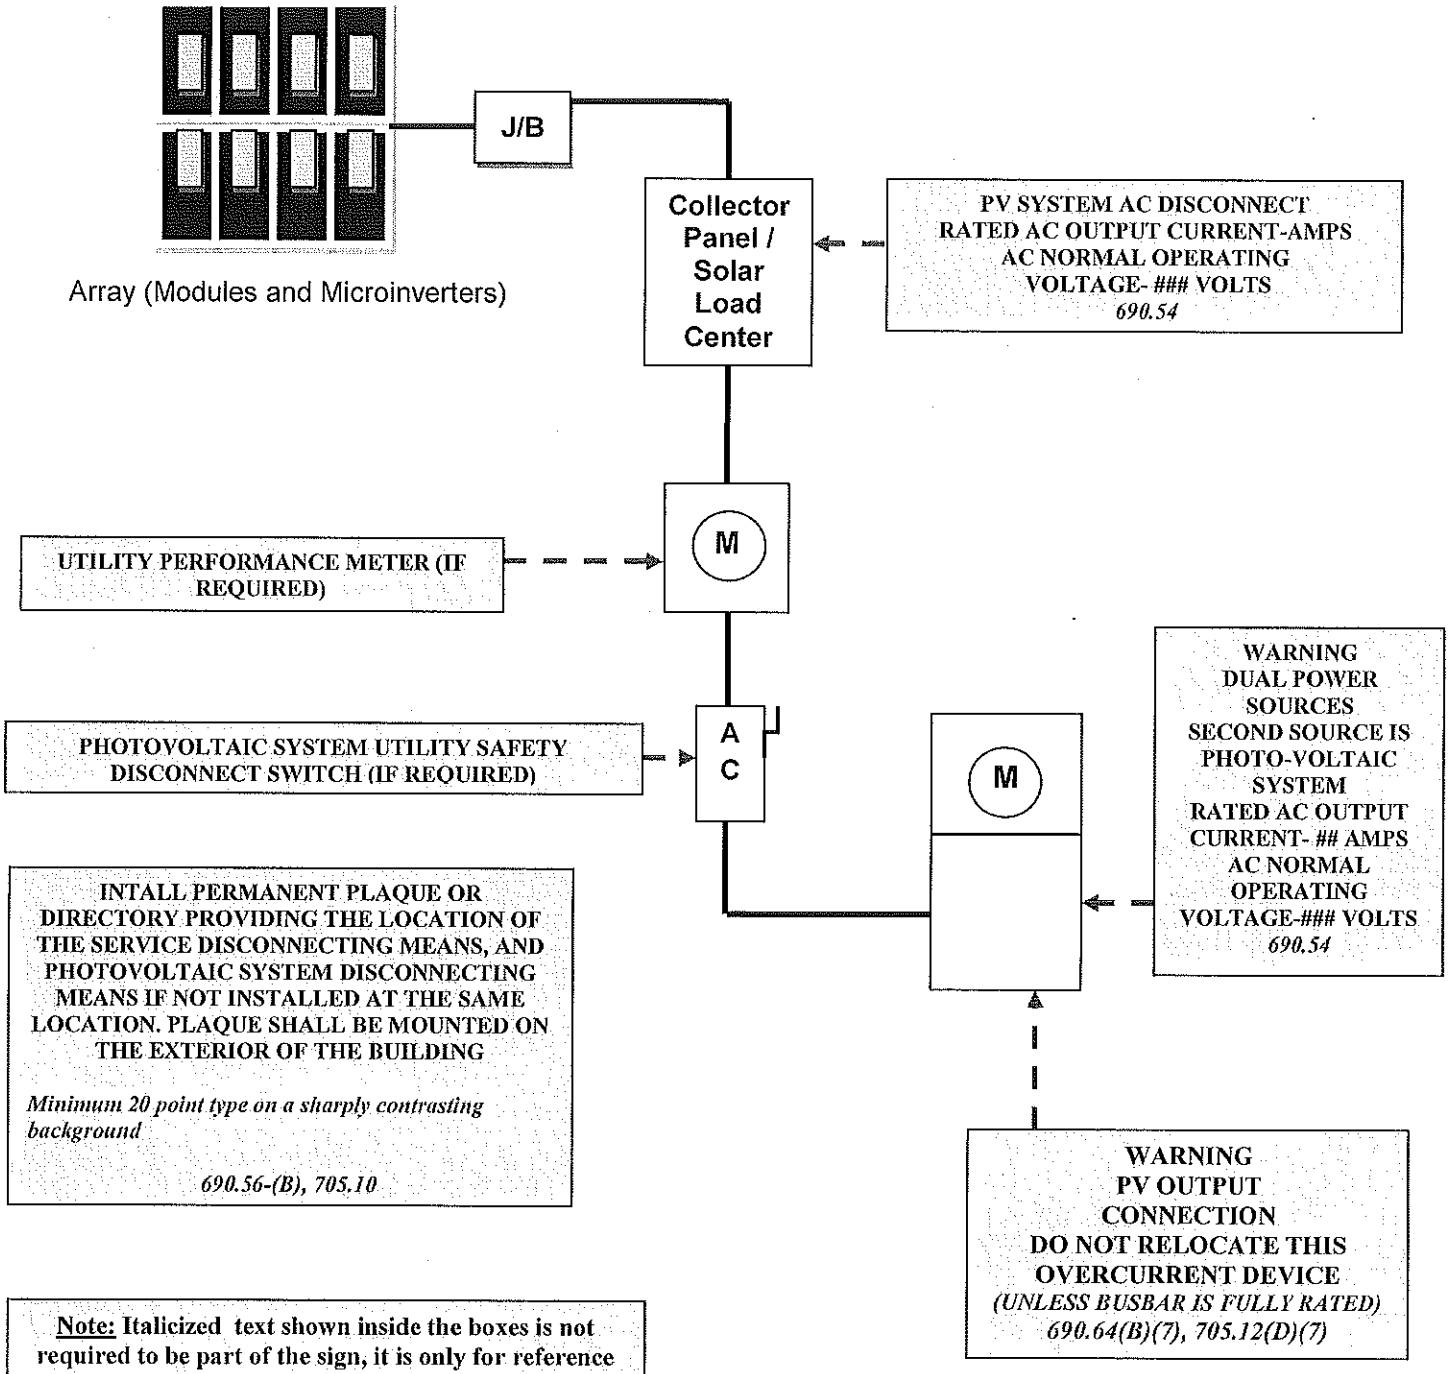 J/B
Array (Modules and Microinverters)
Collector
Panel /
Solar
Load
Center
PV SYSTEM AC DISCONNECT
RATED AC OUTPUT CURRENT-AMPS
AC NORMAL OPERATING
VOLTAGE- ### VOLTS
690.54
M
UTILITY PERFORMANCE METER (IF
REQUIRED)
PHOTOVOLTAIC SYSTEM UTILITY SAFETY
DISCONNECT SWITCH (IF REQUIRED)
A
C
M
WARNING
DUAL POWER
SOURCES
SECOND SOURCE IS
PHOTO-VOLTAIC
SYSTEM
RATED AC OUTPUT
CURRENT- ## AMPS
AC NORMAL
OPERATING
VOLTAGE-### VOLTS
690.54
INTALL PERMANENT PLAQUE OR
DIRECTORY PROVIDING THE LOCATION OF
THE SERVICE DISCONNECTING MEANS, AND
PHOTOVOLTAIC SYSTEM DISCONNECTING
MEANS IF NOT INSTALLED AT THE SAME
LOCATION. PLAQUE SHALL BE MOUNTED ON
THE EXTERIOR OF THE BUILDING
Minimum 20 point type on a sharply contrasting
background
690.56-(B), 705.10
WARNING
PV OUTPUT
CONNECTION
DO NOT RELOCATE THIS
OVERCURRENT DEVICE
(UNLESS BUSBAR IS FULLY RATED)
690.64(B)(7), 705.12(D)(7)
Note: Italicized text shown inside the boxes is not
required to be part of the sign, it is only for reference